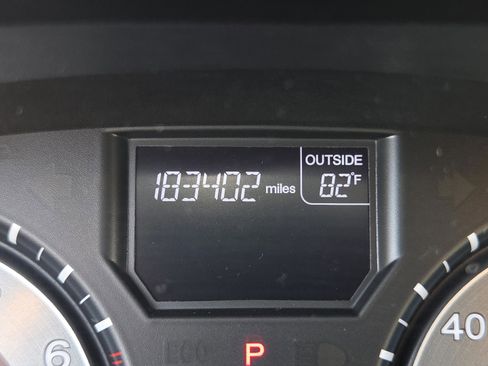 OUTSIDE
183402 miles 82°F
6 ECO P 40